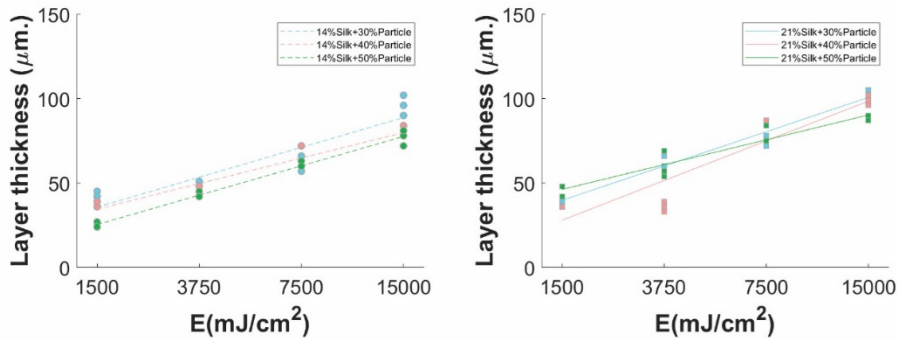 150
100
50
0
Layer thickness (μm.)
14%Silk+30%Particle
14%Silk+40%Particle
14%Silk+50%Particle
1500 3750 7500 15000
E(mJ/cm²)
150
100
50
0
Layer thickness (μm.)
21%Silk+30%Particle
21%Silk+40%Particle
21%Silk+50%Particle
1500 3750 7500 15000
E(mJ/cm²)